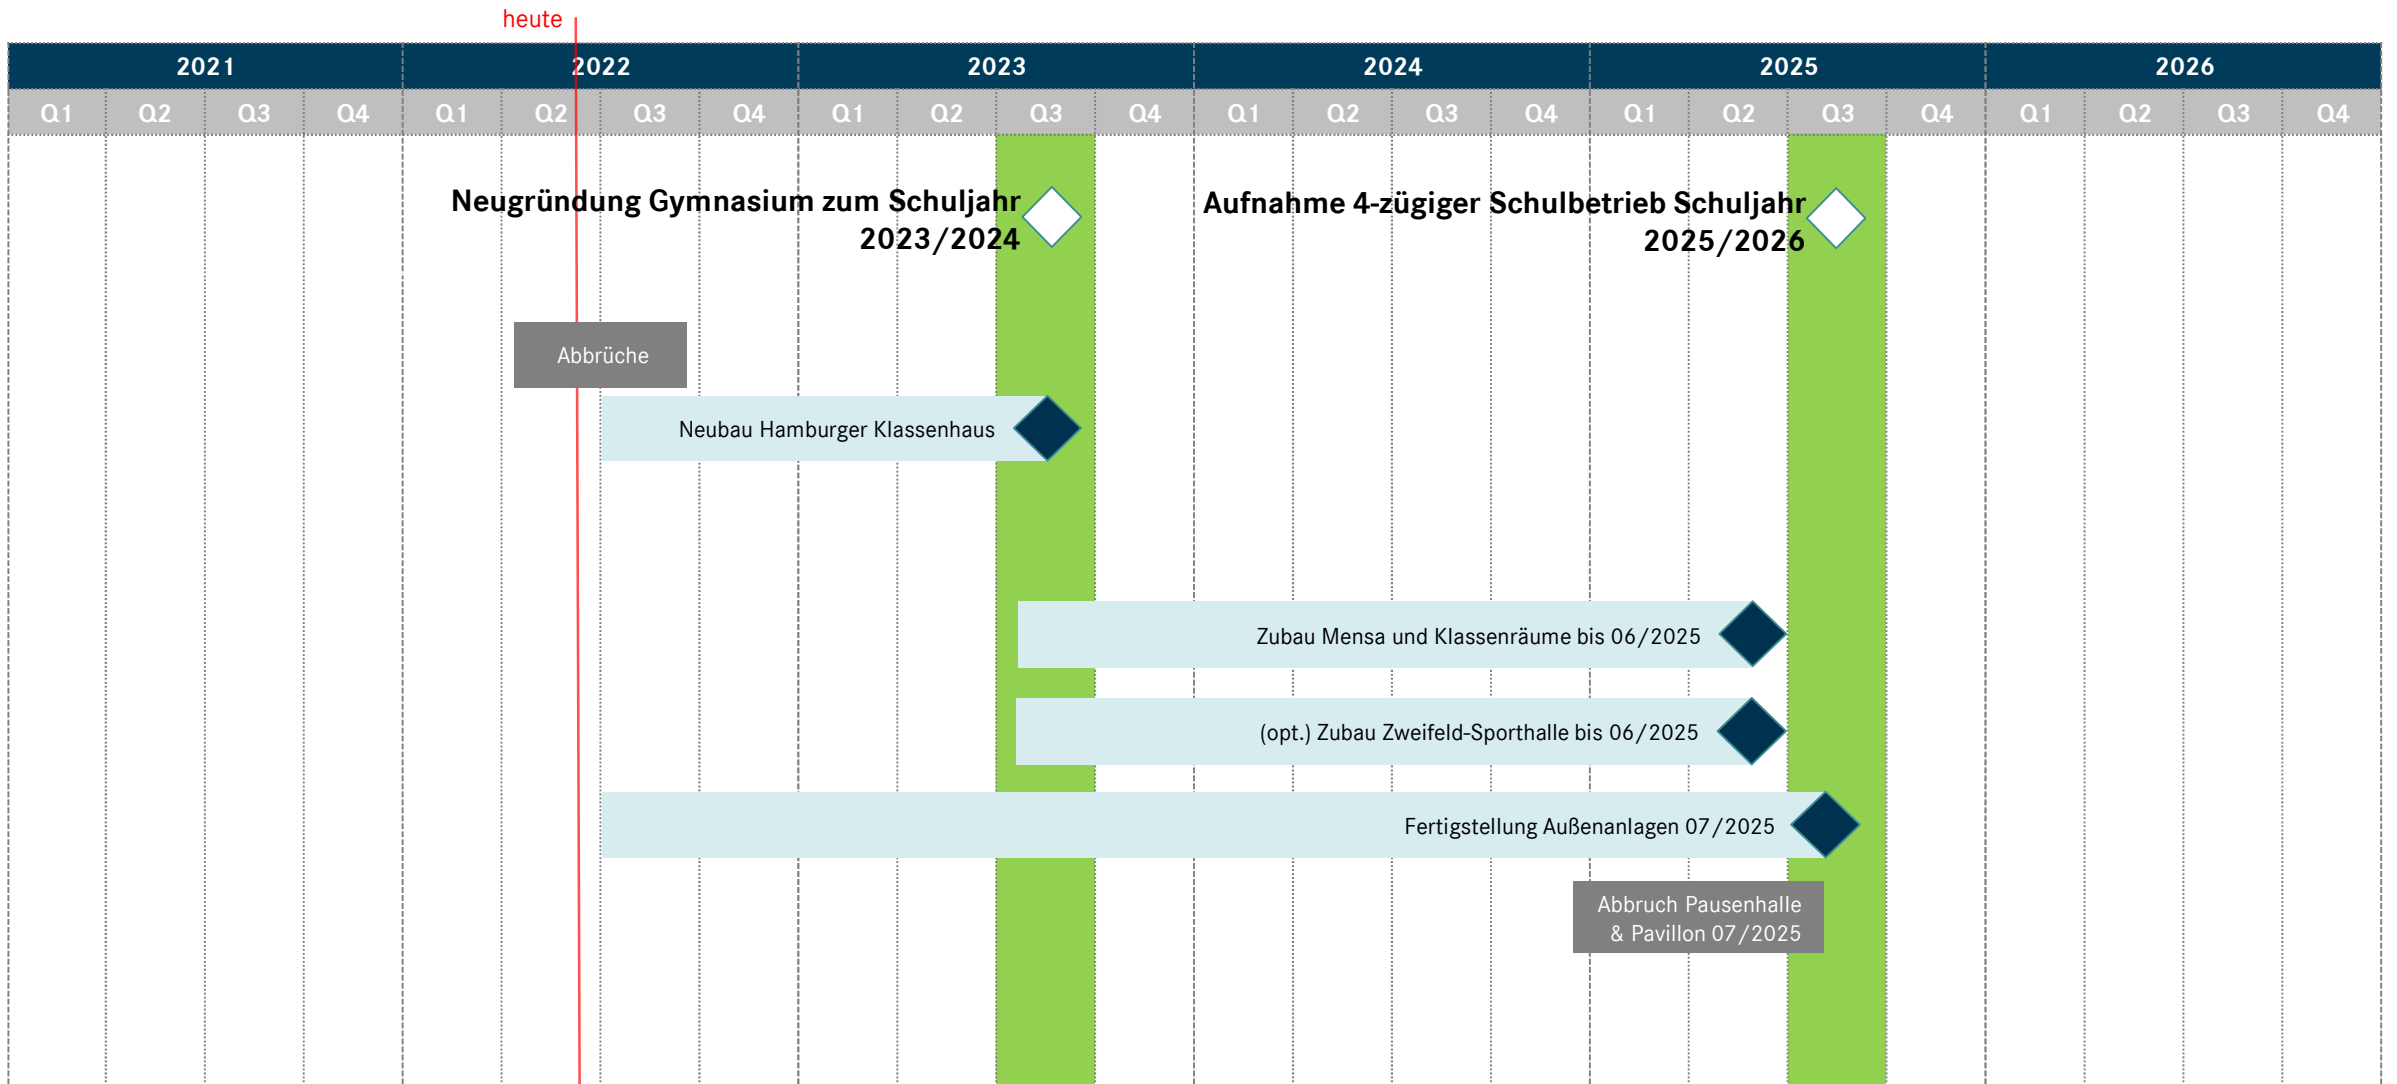 heute
2021 2022 2023 2024 2025 2026
Q1 Q2 Q3 Q4 Q1 Q2 Q3 Q4 Q1 Q2 Q3 Q4 Q1 Q2 Q3 Q4 Q1 Q2 Q3 Q4 Q1 Q2 Q3 Q4
Neugründung Gymnasium zum Schuljahr
2023/2024
Aufnahme 4-zügiger Schulbetrieb Schuljahr
2025/2026
Abbrüche
Neubau Hamburger Klassenhaus
Zubau Mensa und Klassenräume bis 06/2025
(opt.) Zubau Zweifeld-Sporthalle bis 06/2025
Fertigstellung Außenanlagen 07/2025
Abbruch Pausenhalle
& Pavillon 07/2025